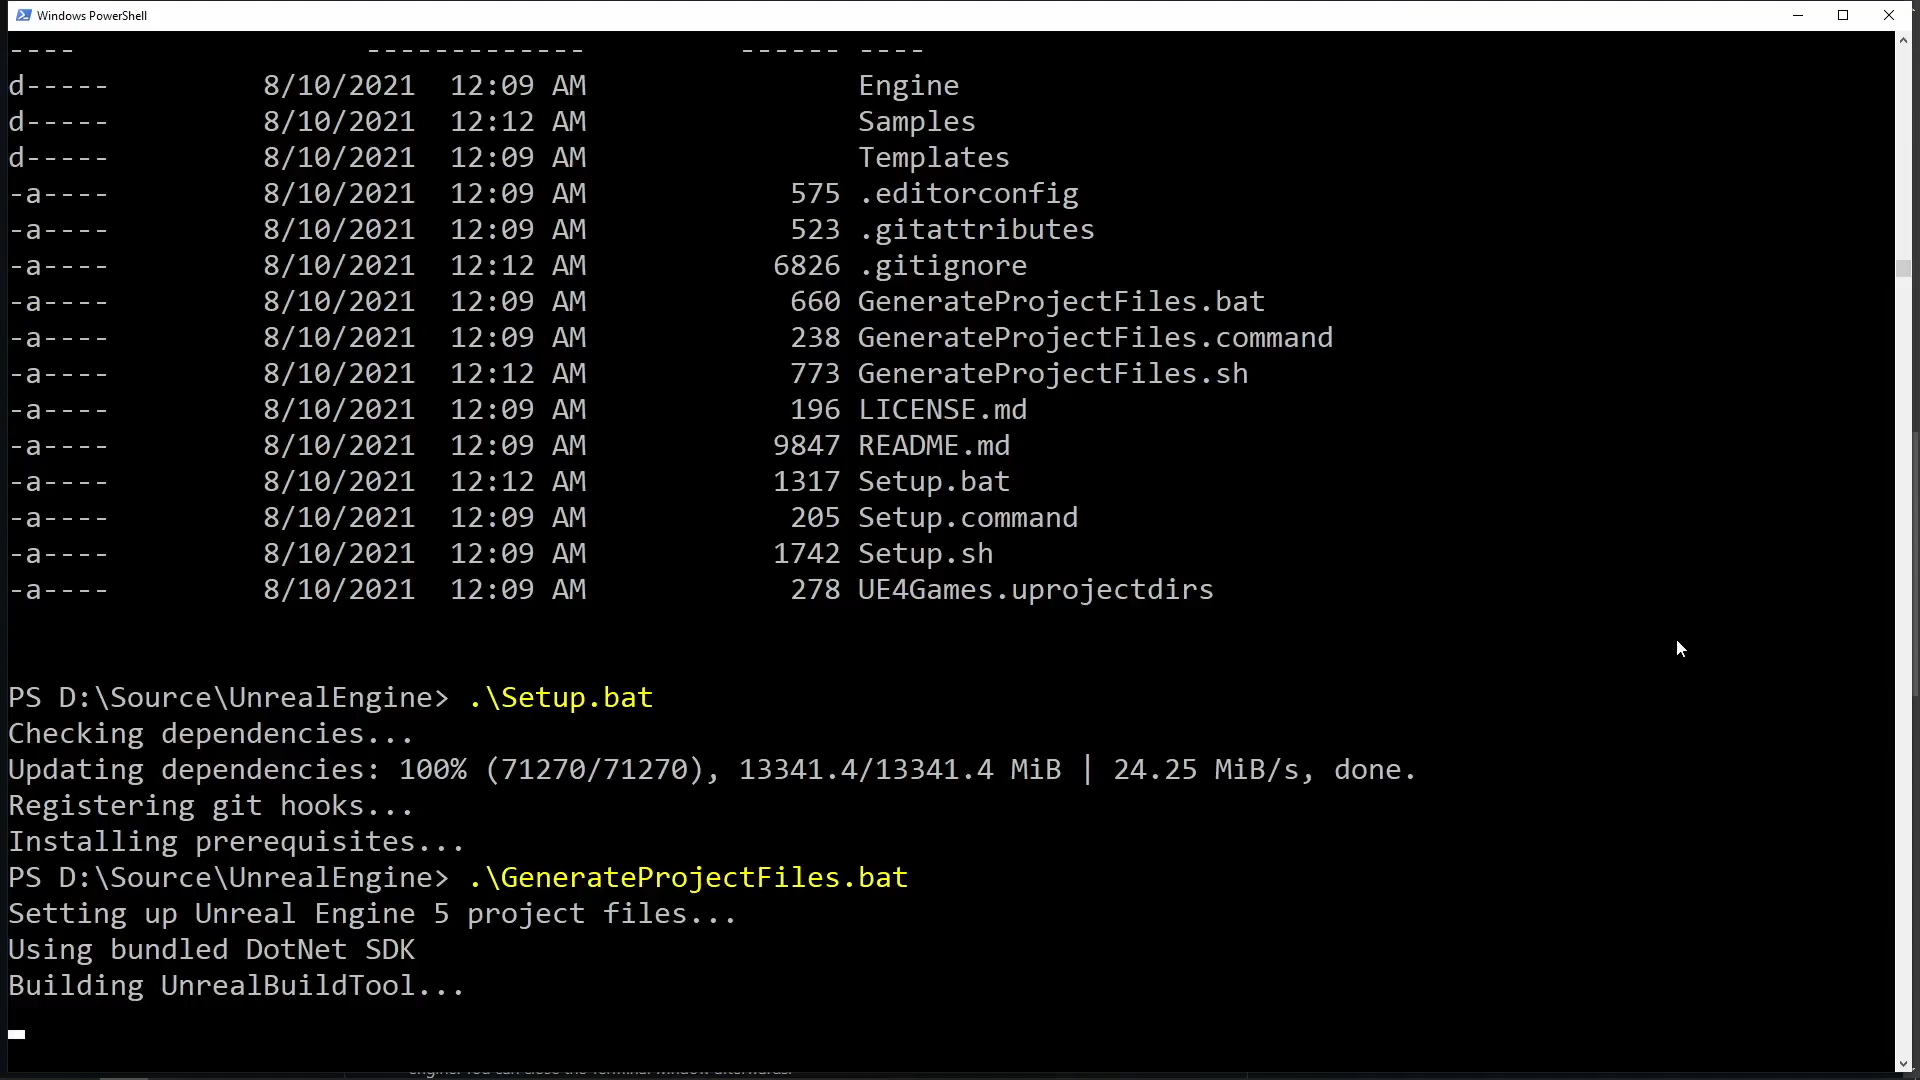 Windows PowerShell
---- ------------- ------ ----
d----- 8/10/2021 12:09 AM Engine
d----- 8/10/2021 12:12 AM Samples
d----- 8/10/2021 12:09 AM Templates
-a---- 8/10/2021 12:09 AM 575 .editorconfig
-a---- 8/10/2021 12:09 AM 523 .gitattributes
-a---- 8/10/2021 12:12 AM 6826 .gitignore
-a---- 8/10/2021 12:09 AM 660 GenerateProjectFiles.bat
-a---- 8/10/2021 12:09 AM 238 GenerateProjectFiles.command
-a---- 8/10/2021 12:12 AM 773 GenerateProjectFiles.sh
-a---- 8/10/2021 12:09 AM 196 LICENSE.md
-a---- 8/10/2021 12:09 AM 9847 README.md
-a---- 8/10/2021 12:12 AM 1317 Setup.bat
-a---- 8/10/2021 12:09 AM 205 Setup.command
-a---- 8/10/2021 12:09 AM 1742 Setup.sh
-a---- 8/10/2021 12:09 AM 278 UE4Games.uprojectdirs
PS D:\Source\UnrealEngine> .\Setup.bat
Checking dependencies...
Updating dependencies: 100% (71270/71270), 13341.4/13341.4 MiB | 24.25 MiB/s, done.
Registering git hooks...
Installing prerequisites...
PS D:\Source\UnrealEngine> .\GenerateProjectFiles.bat
Setting up Unreal Engine 5 project files...
Using bundled DotNet SDK
Building UnrealBuildTool...